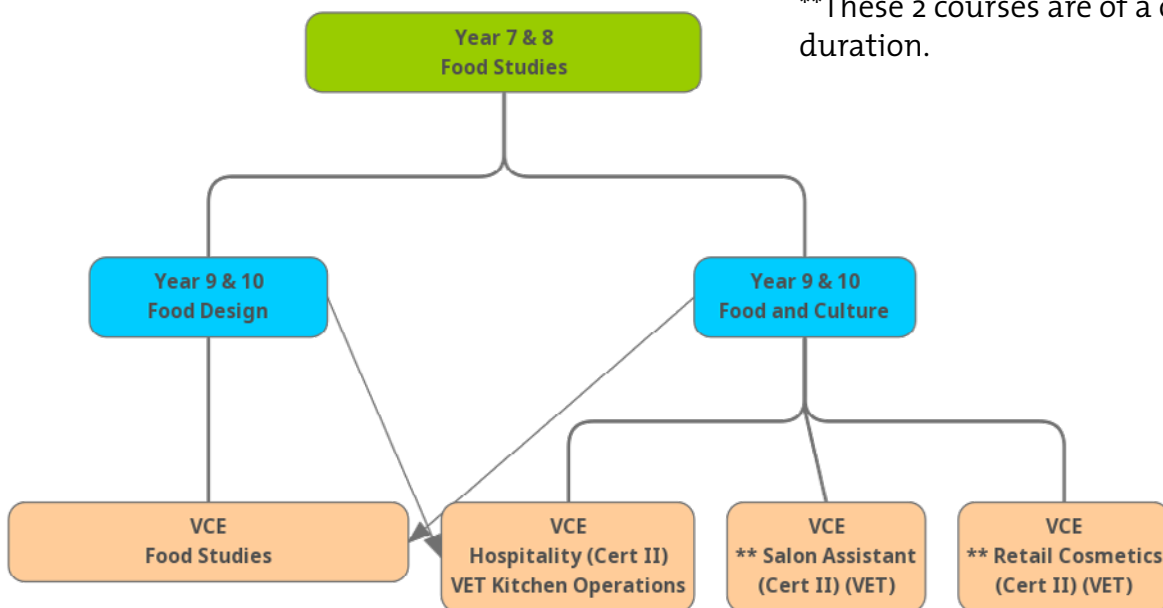 **These 2 courses are of a
duration.
Year 7 & 8
Food Studies
Year 9 & 10
Food Design
Year 9 & 10
Food and Culture
VCE
Food Studies
VCE
Hospitality (Cert II)
VET Kitchen Operations
VCE
** Salon Assistant
(Cert II) (VET)
VCE
** Retail Cosmetics
(Cert II) (VET)